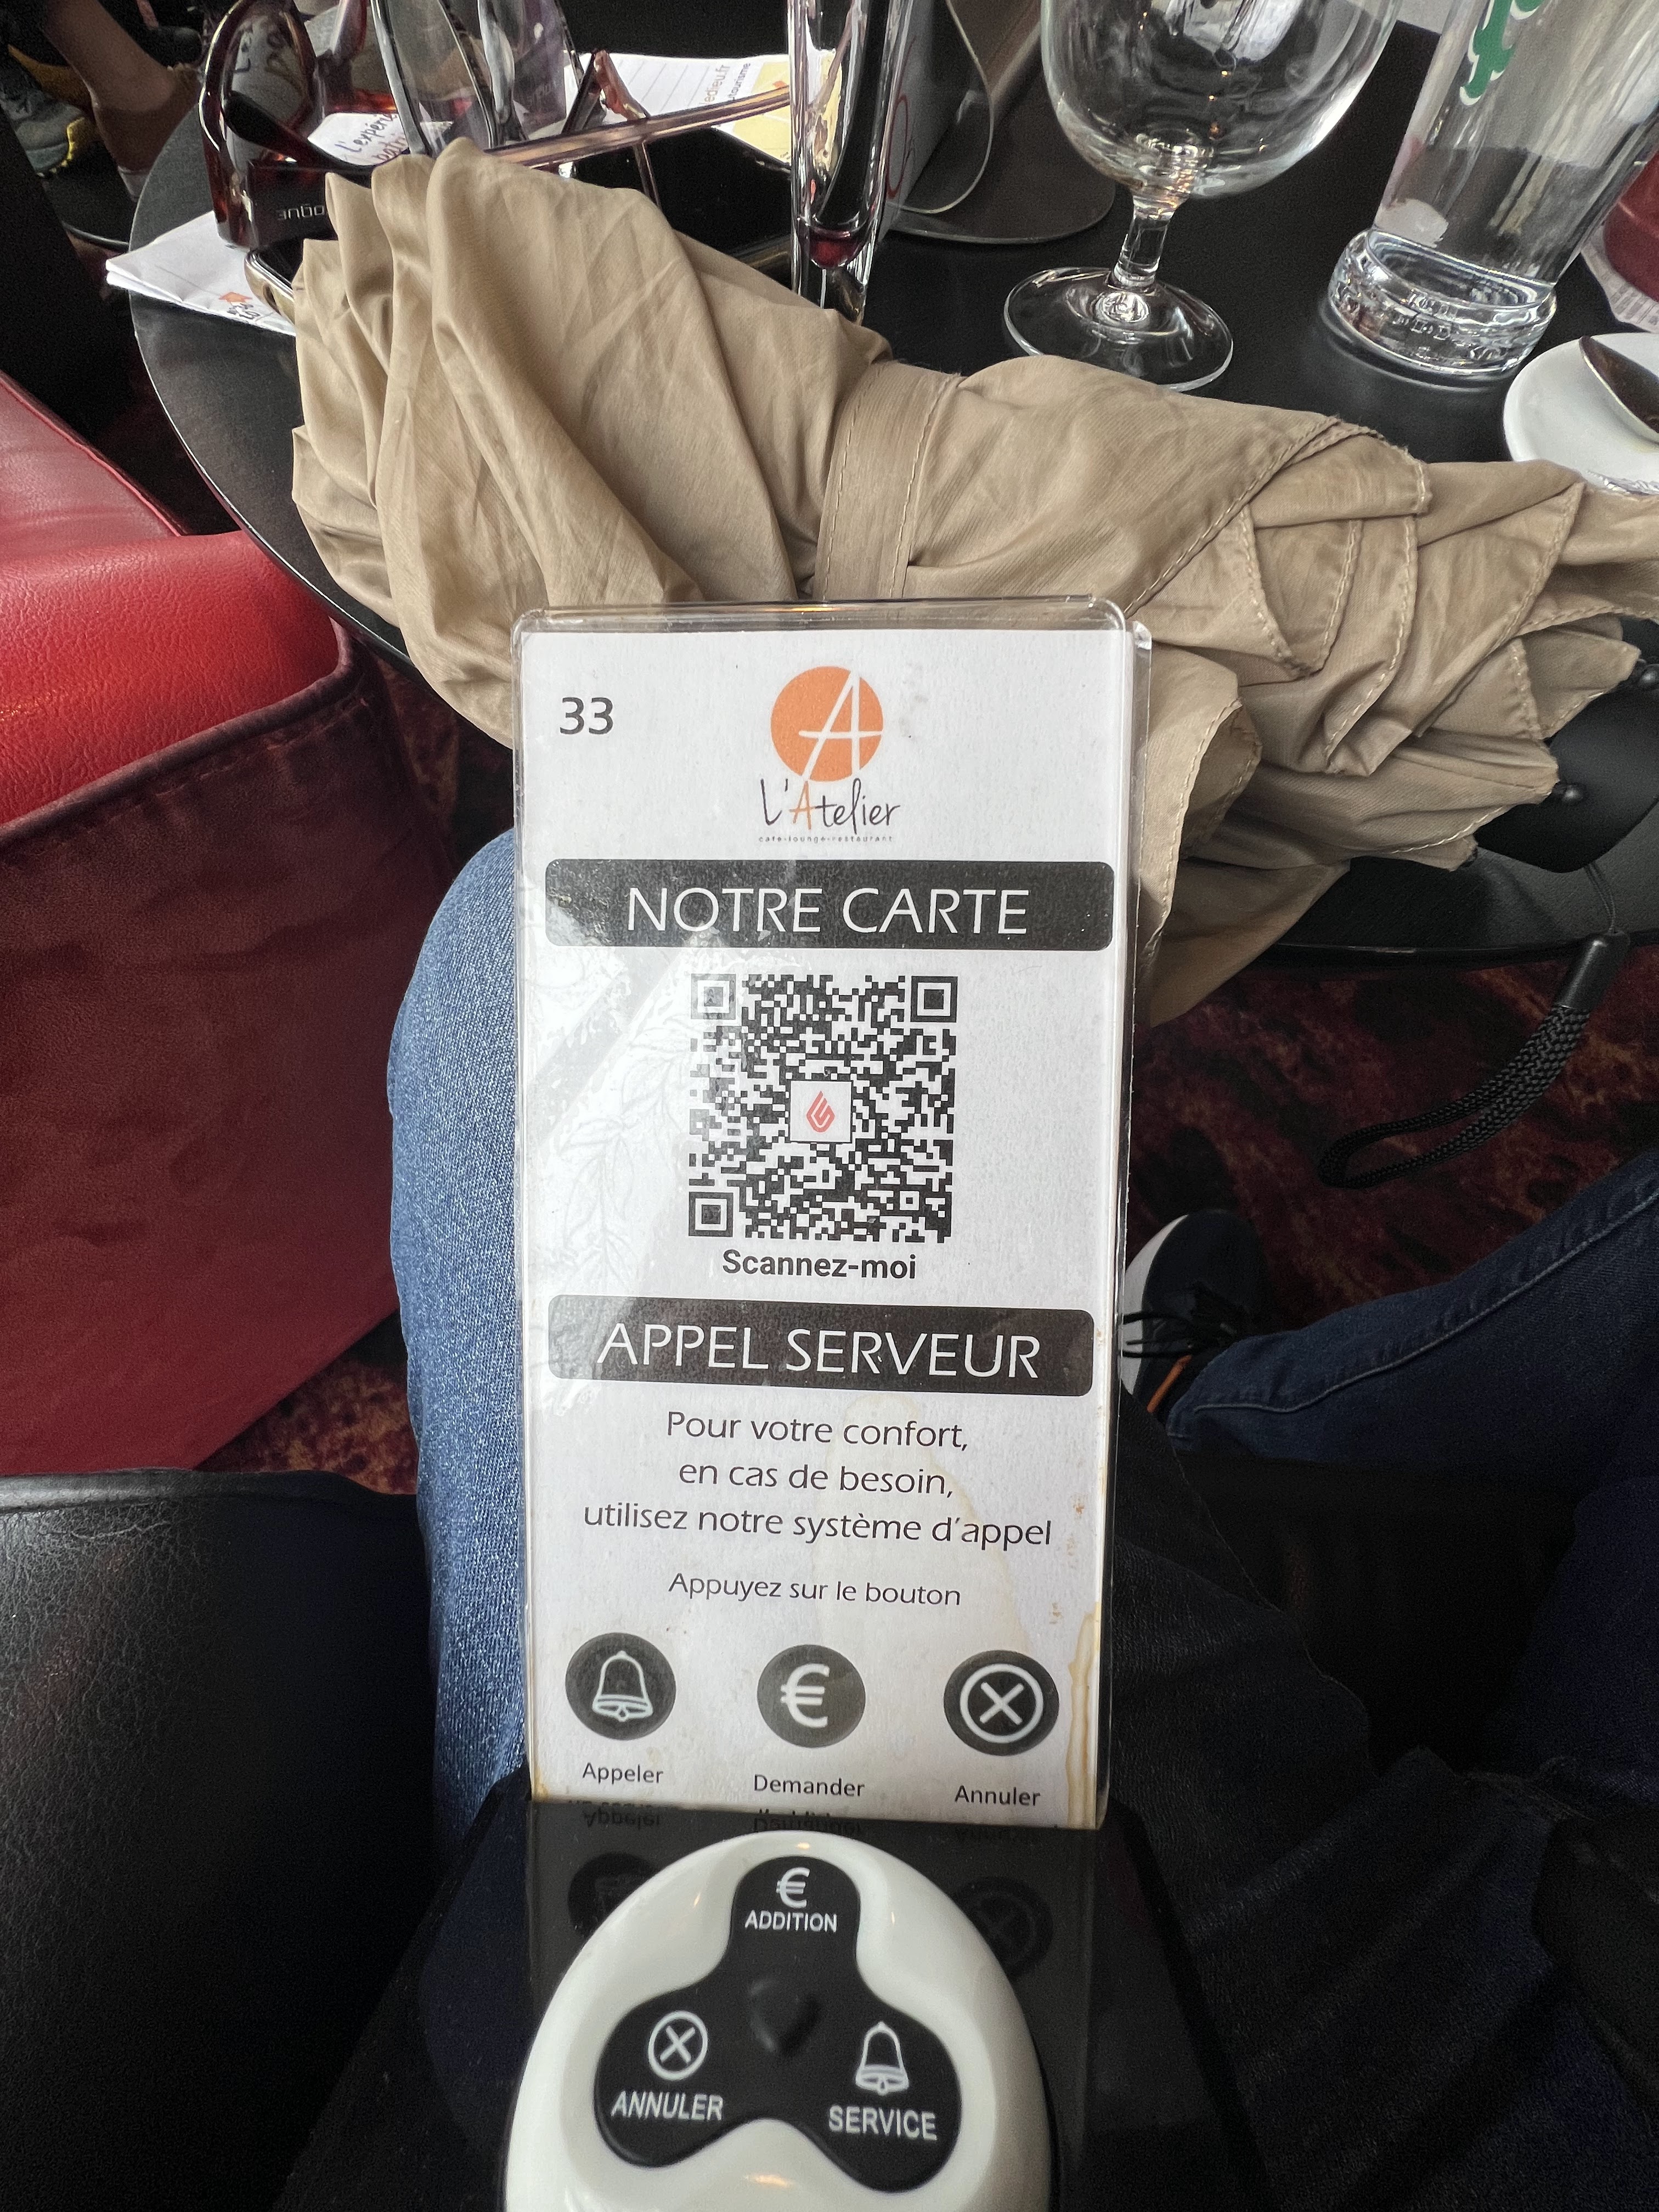 33
A
L'Atelier
café-lounge-restaurant
NOTRE CARTE
Scannez-moi
APPEL SERVEUR
Pour votre confort,
en cas de besoin,
utilisez notre système d'appel
Appuyez sur le bouton
€
Appeler
Demander
Annuler
€
ADDITION
ANNULER
SERVICE